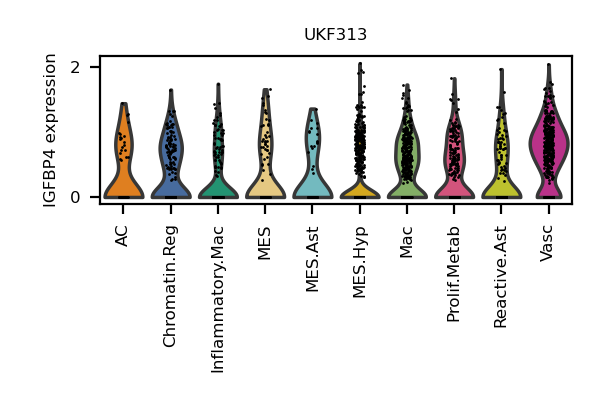 UKF313
IGFBP4 expression
2
0
AC
Chromatin.Reg
Inflammatory.Mac
MES
MES.Ast
MES.Hyp
Mac
Prolif.Metab
Reactive.Ast
Vasc